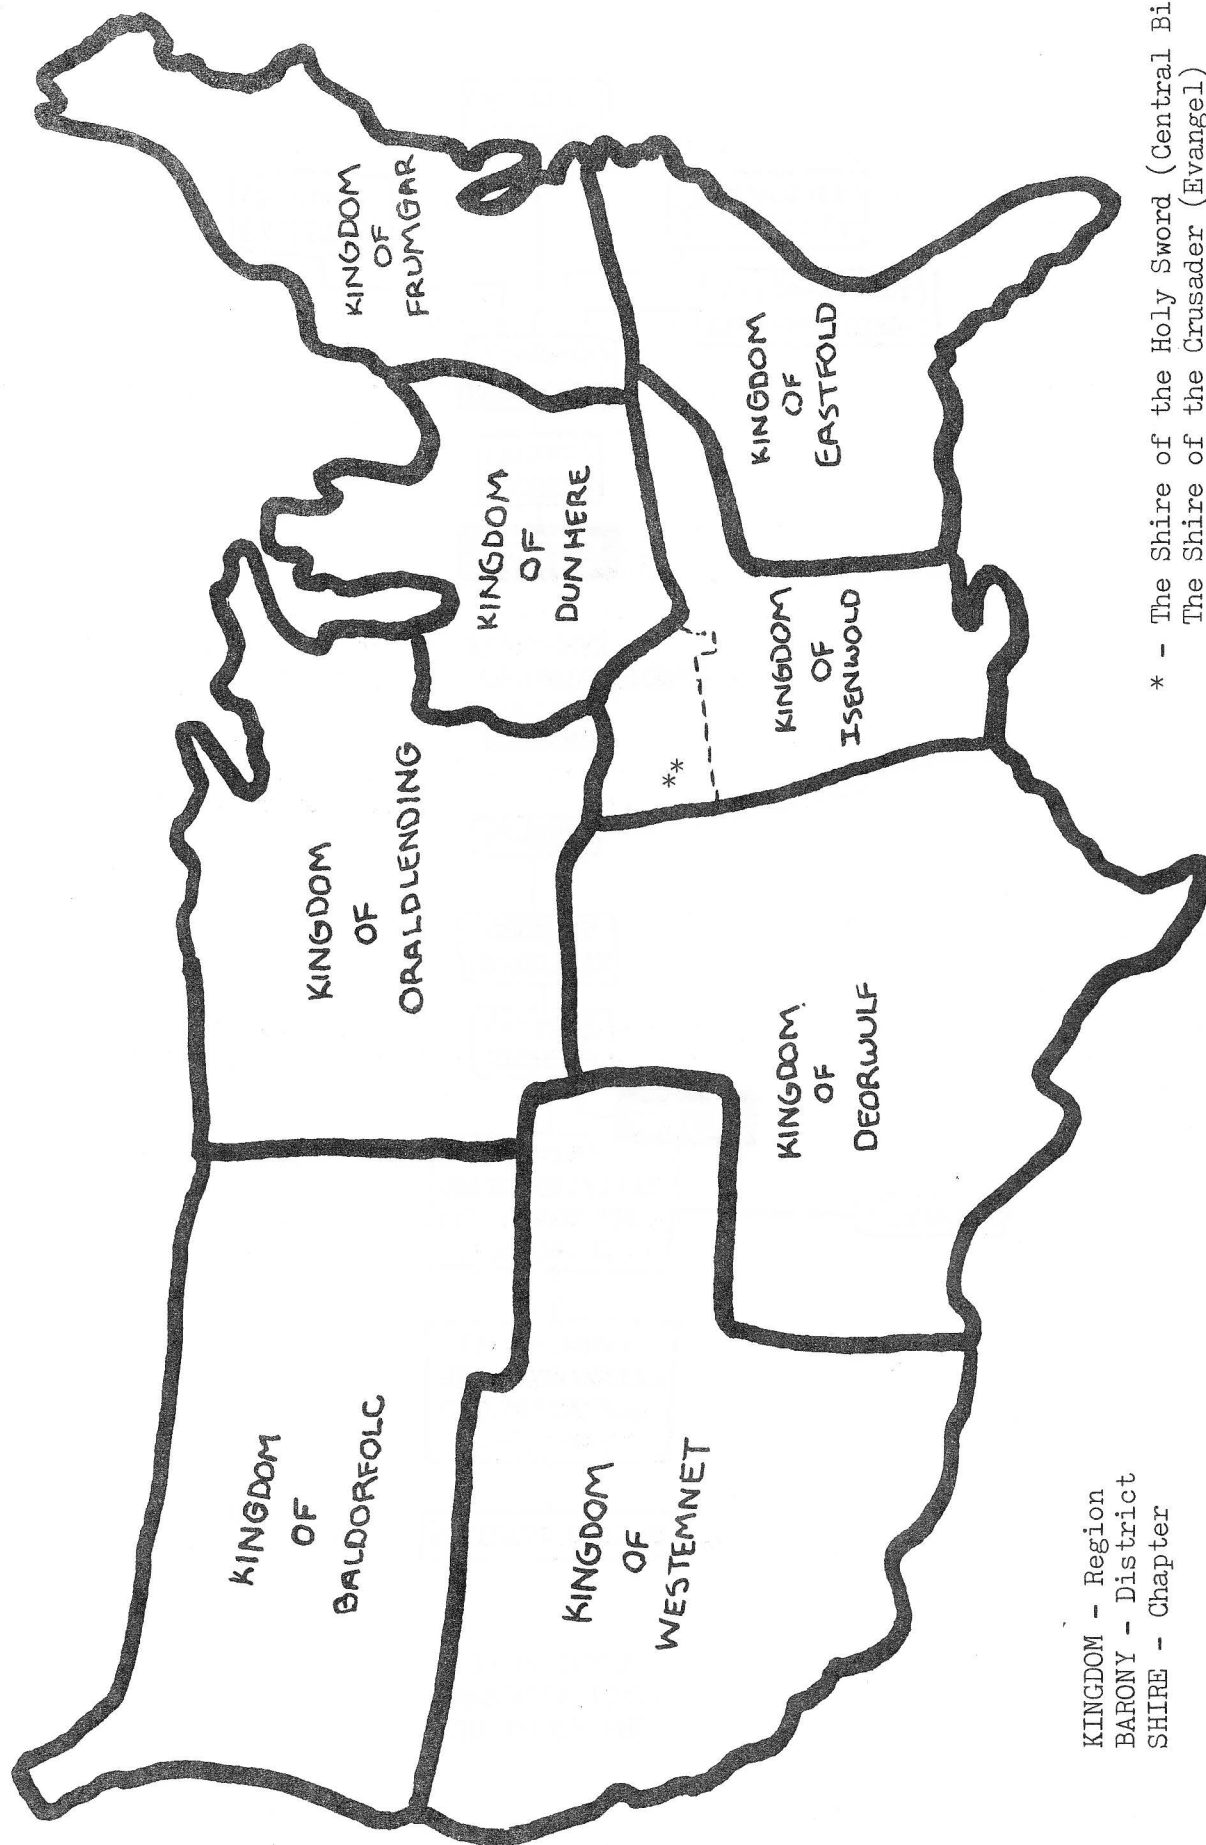 KINGDOM
OF
BALDORFOLC
KINGDOM
OF
ORALDLENDING
KINGDOM
OF
FRUMGAR
KINGDOM
OF
DUNHERE
KINGDOM
OF
WESTEMNET
KINGDOM
OF
DEORWULF
**
KINGDOM
OF
ISENWOLD
KINGDOM
OF
EASTFOLD
KINGDOM - Region
BARONY - District
SHIRE - Chapter
* - The Shire of the Holy Sword (Central Bi
The Shire of the Crusader (Evangel)